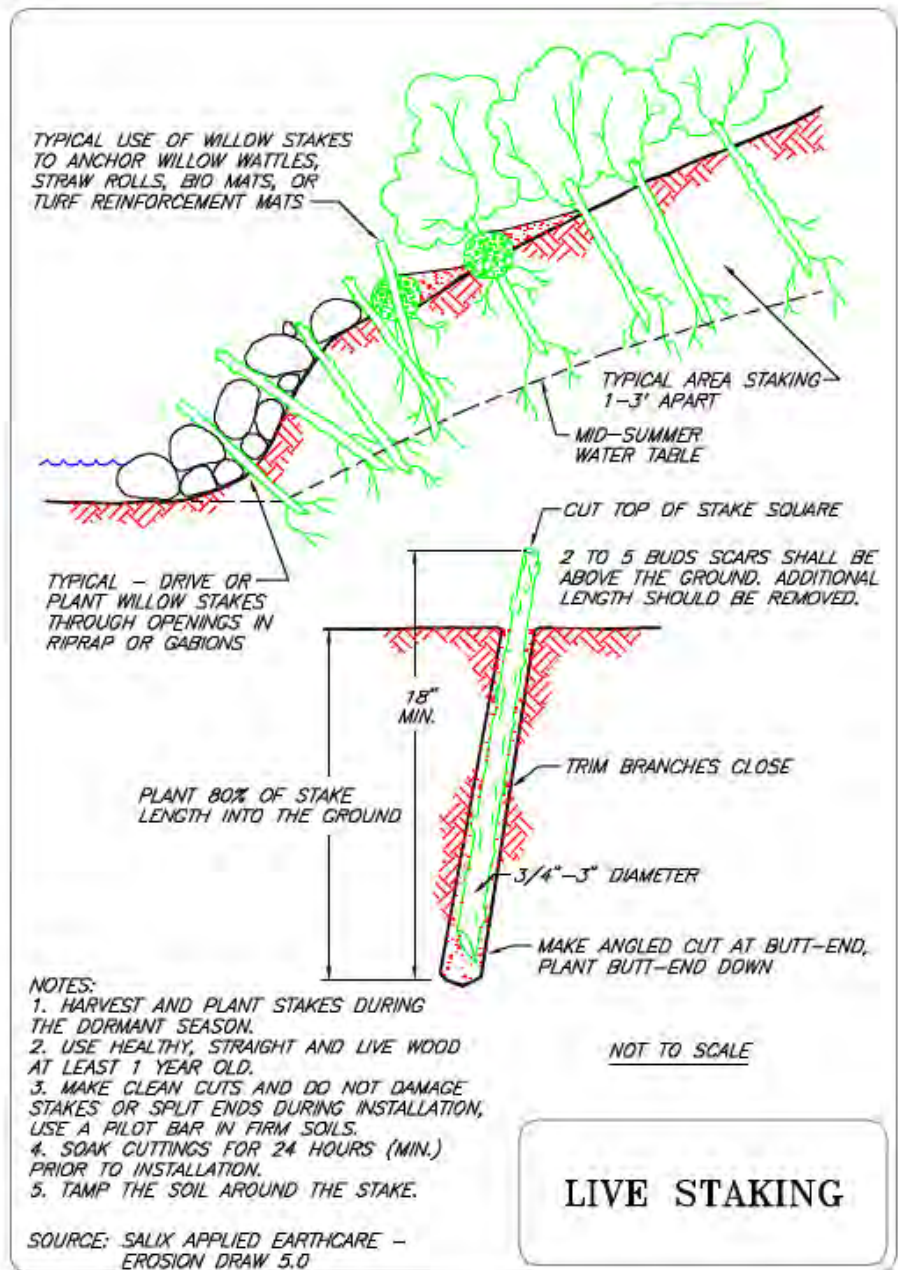 TYPICAL USE OF WILLOW STAKES
TO ANCHOR WILLOW WATTLES,
STRAW ROLLS, BIO MATS, OR
TURF REINFORCEMENT MATS
TYPICAL AREA STAKING
1-3' APART
MID-SUMMER
WATER TABLE
TYPICAL - DRIVE OR
PLANT WILLOW STAKES
THROUGH OPENINGS IN
RIPRAP OR GABIONS
CUT TOP OF STAKE SQUARE
2 TO 5 BUDS SCARS SHALL BE
ABOVE THE GROUND. ADDITIONAL
LENGTH SHOULD BE REMOVED.
18"
MIN.
TRIM BRANCHES CLOSE
PLANT 80% OF STAKE
LENGTH INTO THE GROUND
3/4"-3" DIAMETER
MAKE ANGLED CUT AT BUTT-END,
PLANT BUTT-END DOWN
NOTES:
1. HARVEST AND PLANT STAKES DURING
THE DORMANT SEASON.
2. USE HEALTHY, STRAIGHT AND LIVE WOOD
AT LEAST 1 YEAR OLD.
3. MAKE CLEAN CUTS AND DO NOT DAMAGE
STAKES OR SPLIT ENDS DURING INSTALLATION,
USE A PILOT BAR IN FIRM SOILS.
4. SOAK CUTTINGS FOR 24 HOURS (MIN.)
PRIOR TO INSTALLATION.
5. TAMP THE SOIL AROUND THE STAKE.
NOT TO SCALE
LIVE STAKING
SOURCE: SALIX APPLIED EARTHCARE -
EROSION DRAW 5.0